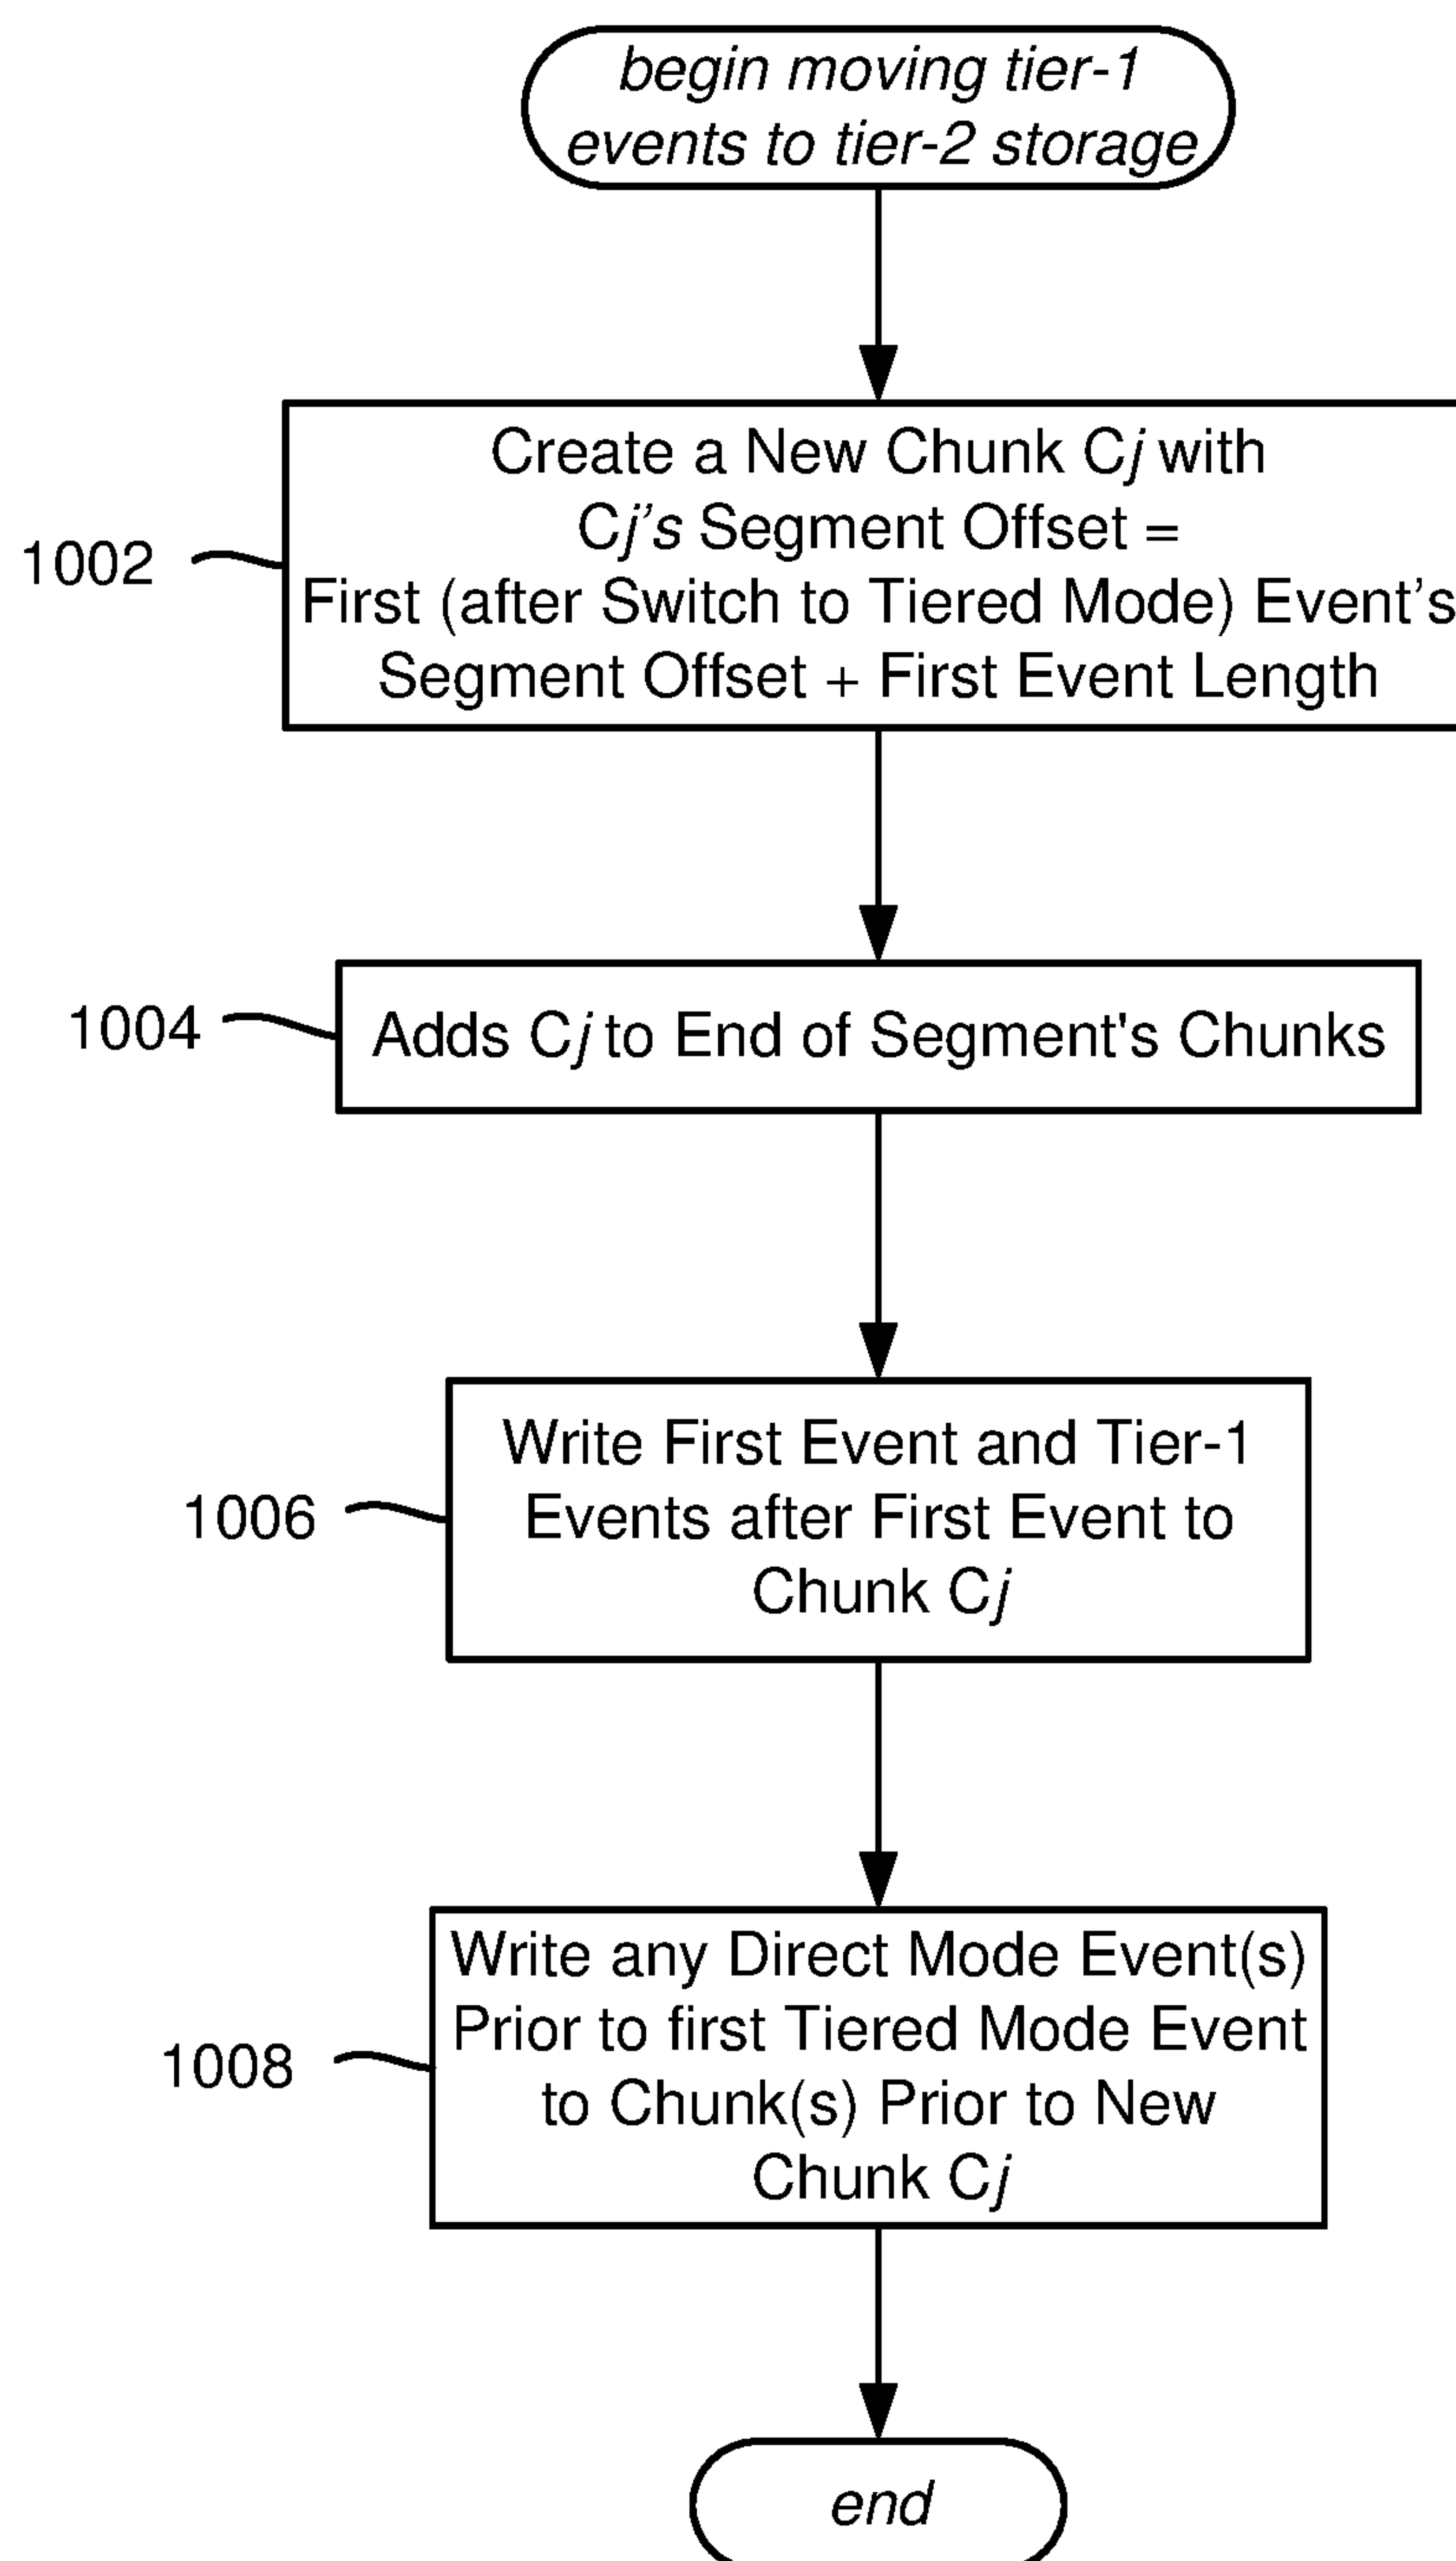 begin moving tier-1
events to tier-2 storage
Create a New Chunk Cj with
Cj's Segment Offset =
First (after Switch to Tiered Mode) Event’s
Segment Offset + First Event Length
1002
Adds Cj to End of Segment's Chunks
1004
Write First Event and Tier-1
Events after First Event to
Chunk Cj
1006
Write any Direct Mode Event(s)
Prior to first Tiered Mode Event
to Chunk(s) Prior to New
Chunk Cj
1008
end